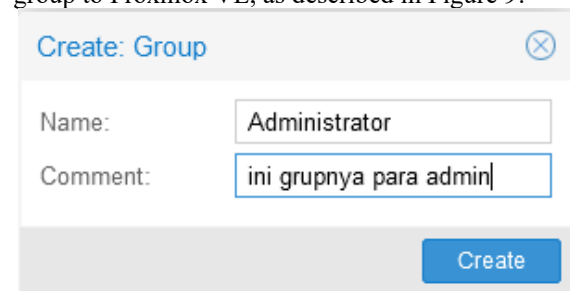 group to Proxmox VE, as described in Figure 9.
Create: Group
Name: Administrator
Comment: ini grupnya para admin
Create